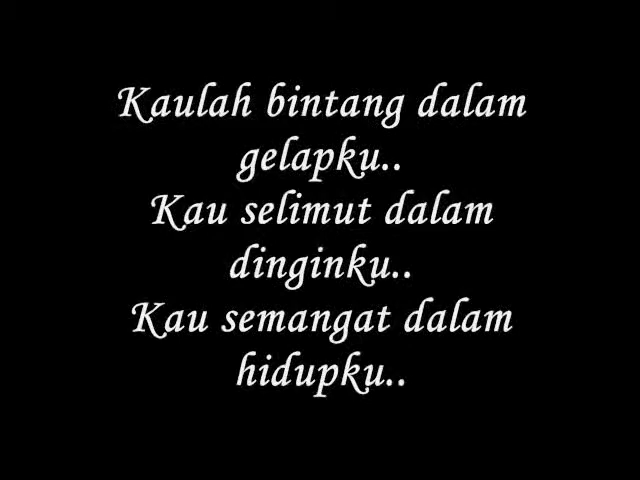 Kaulah bintang dalam
gelapku..
Kau selimut dalam
dinginku..
Kau semangat dalam
hidupku..